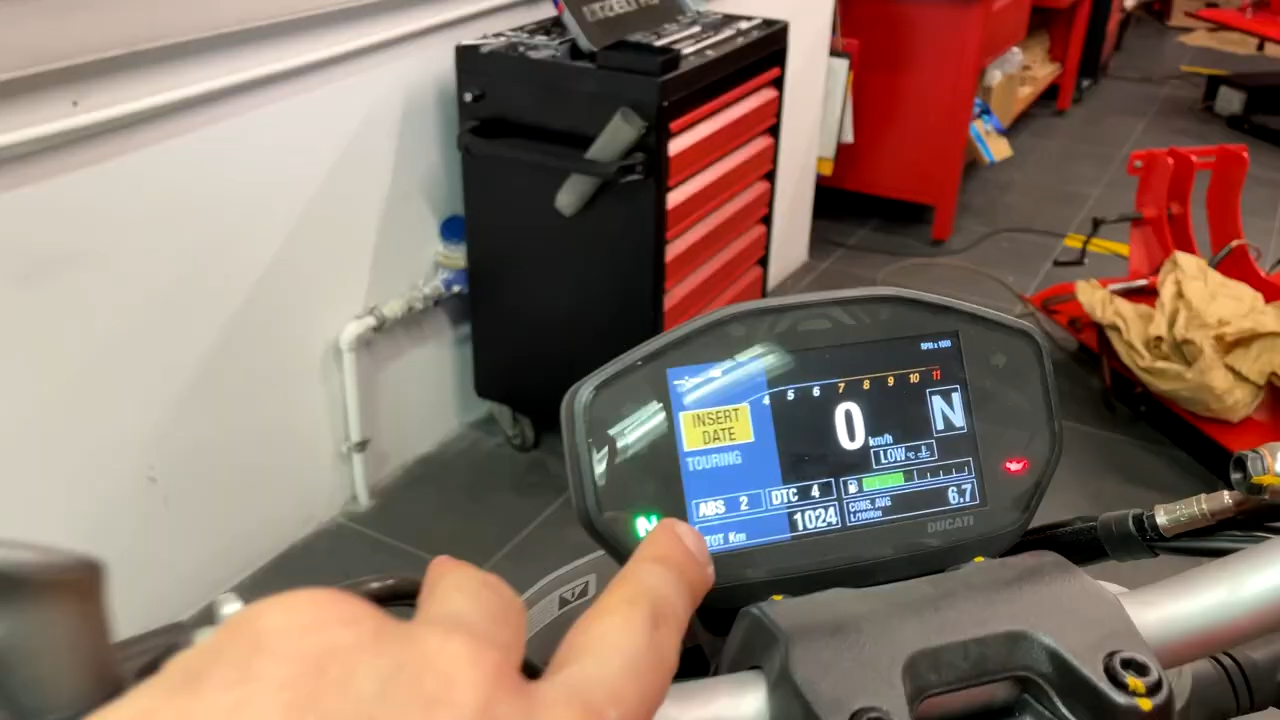 RPM x 1000
4 5 6 7 8 9 10 11
INSERT
DATE
0
km/h
N
TOURING
LOW °C
ABS 2
DTC 4
CONS. AVG
L/100Km
6.7
TOT Km
1024
N
DUCATI